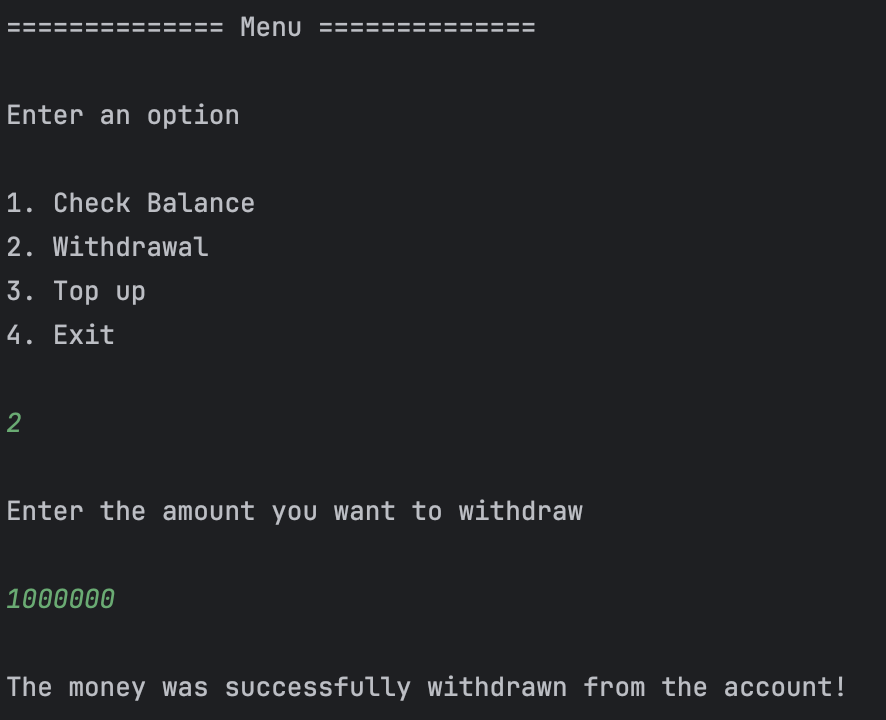 ============== Menu ==============
Enter an option
1. Check Balance
2. Withdrawal
3. Top up
4. Exit
2
Enter the amount you want to withdraw
1000000
The money was successfully withdrawn from the account!